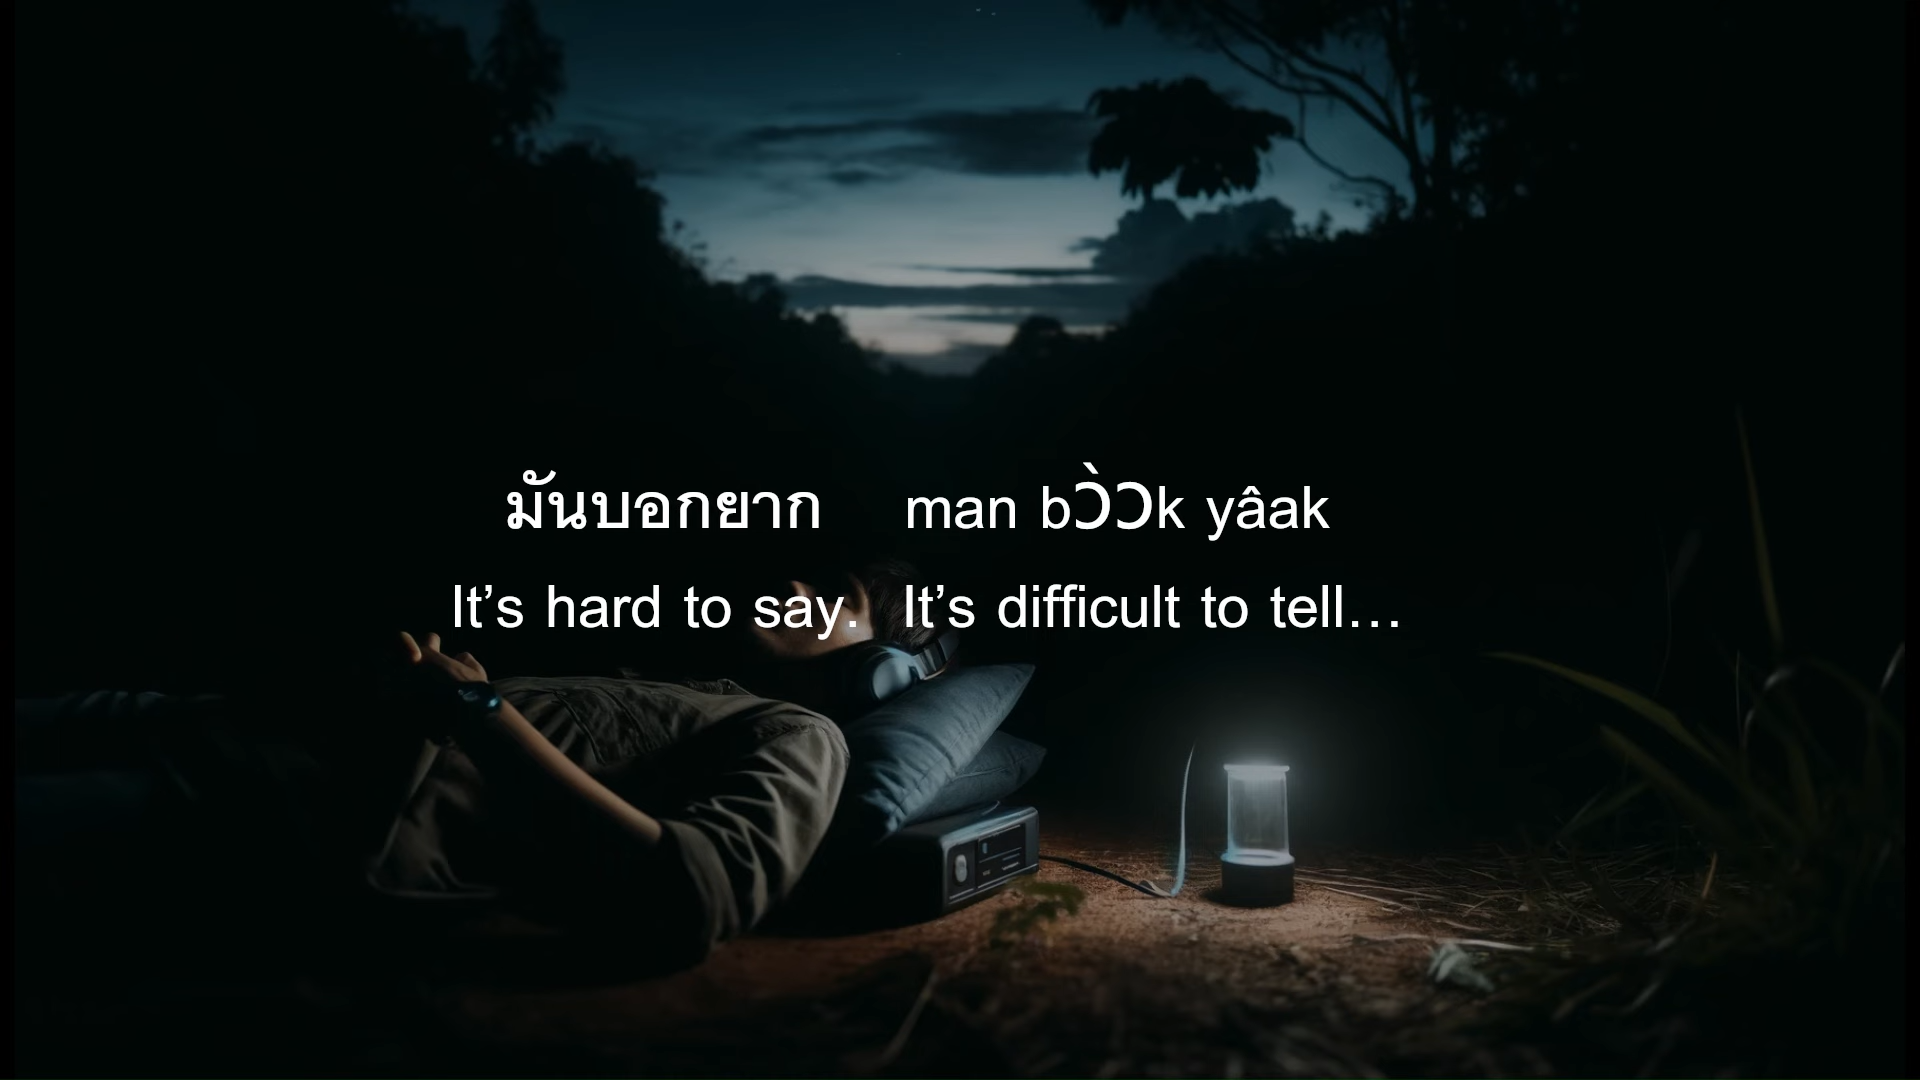 มันบอกยาก man bɔ̀ɔk yâak
It’s hard to say. It’s difficult to tell…